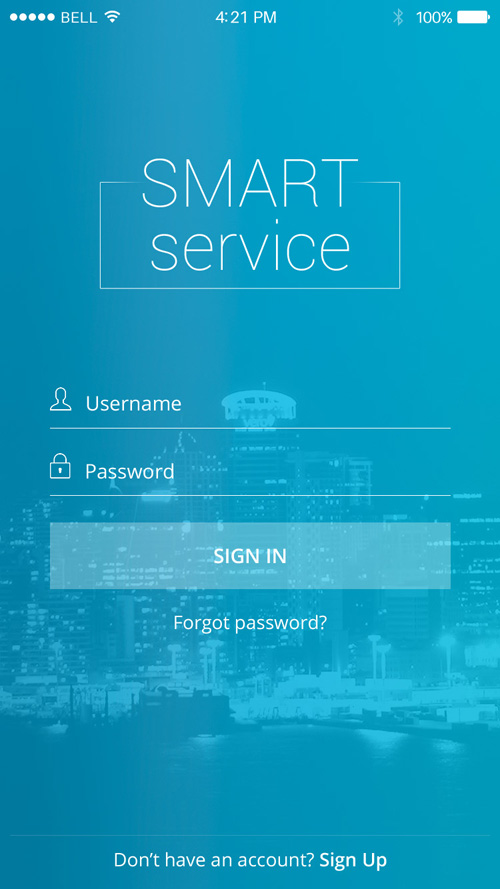 BELL 4:21 PM 100%
SMART
service
Username
Password
SIGN IN
Forgot password?
Don’t have an account? Sign Up